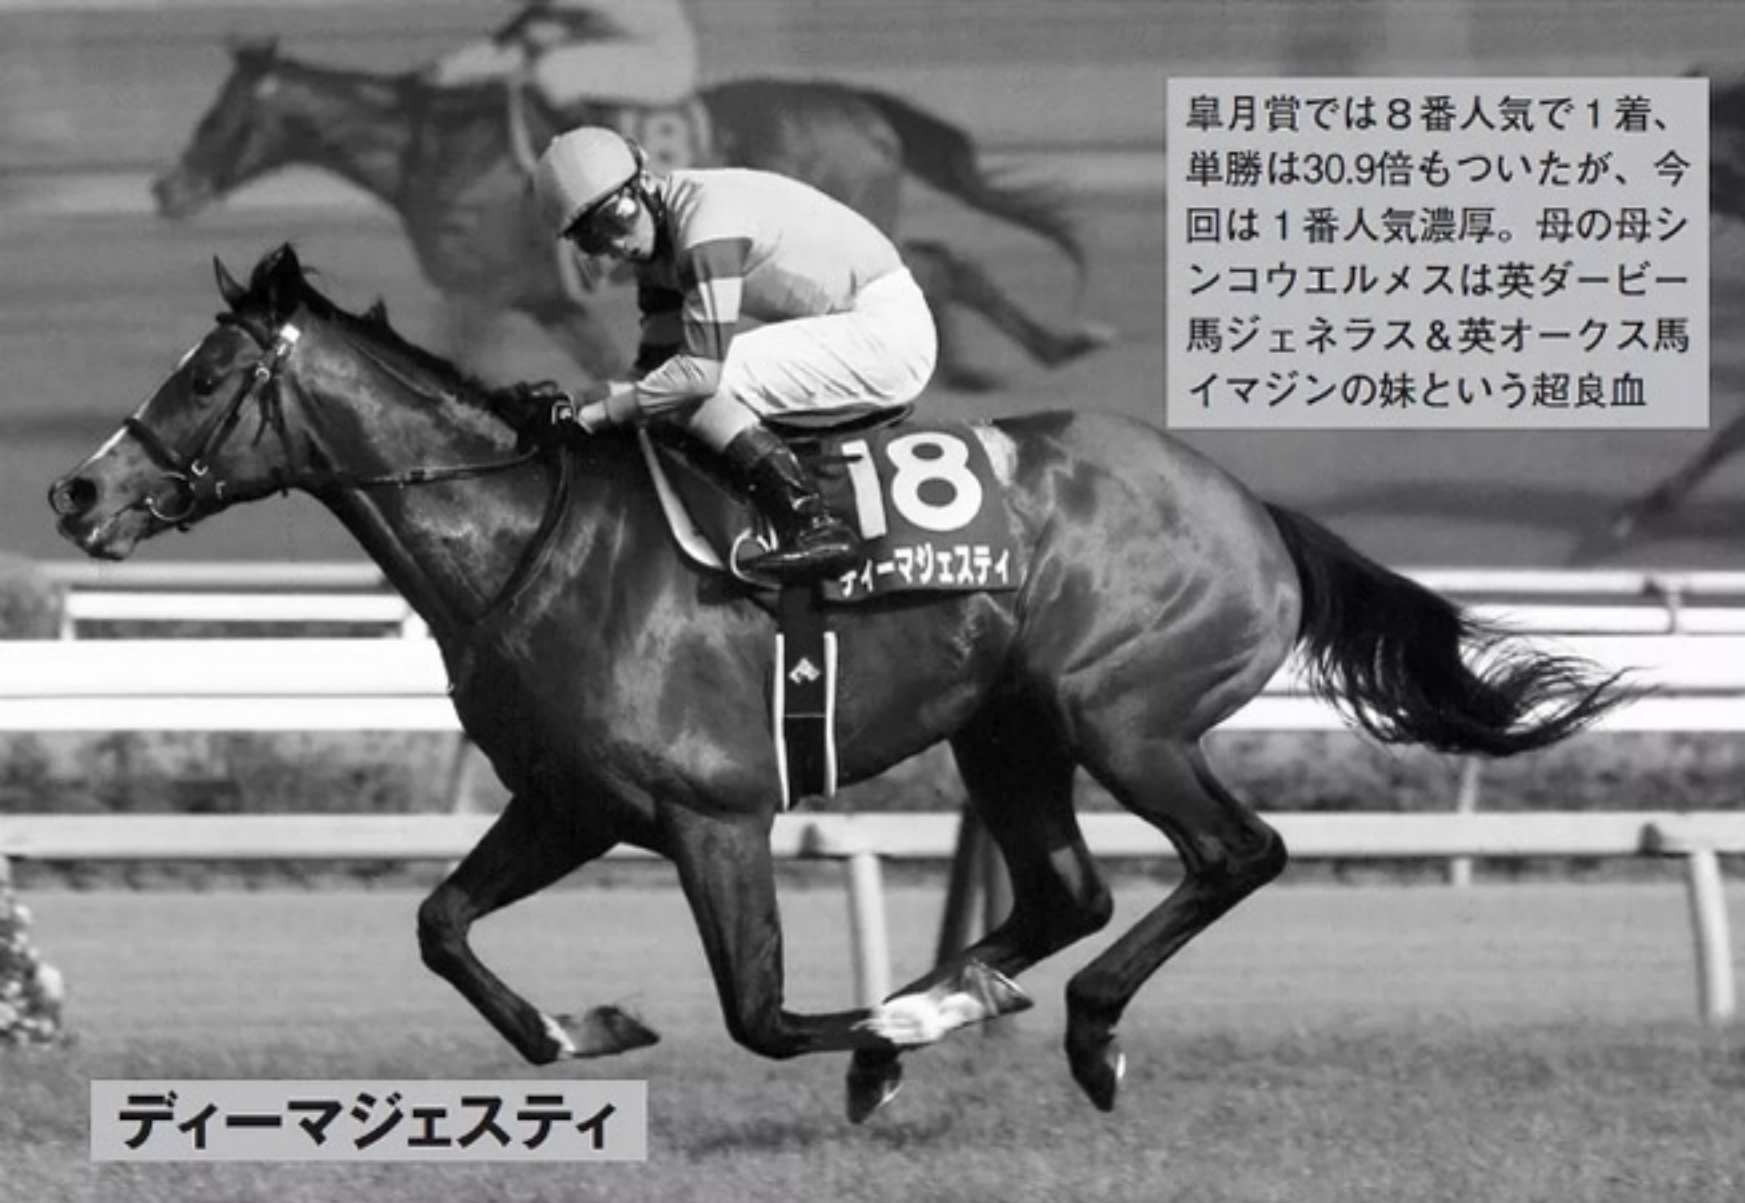 皐月賞では８番人気で１着、
単勝は30.9倍もついたが、今
回は１番人気濃厚。母の母シ
ンコウエルメスは英ダービー
馬ジェネラス＆英オークス馬
イマジンの妹という超良血
18
ディーマジェスティ
ディーマジェスティ